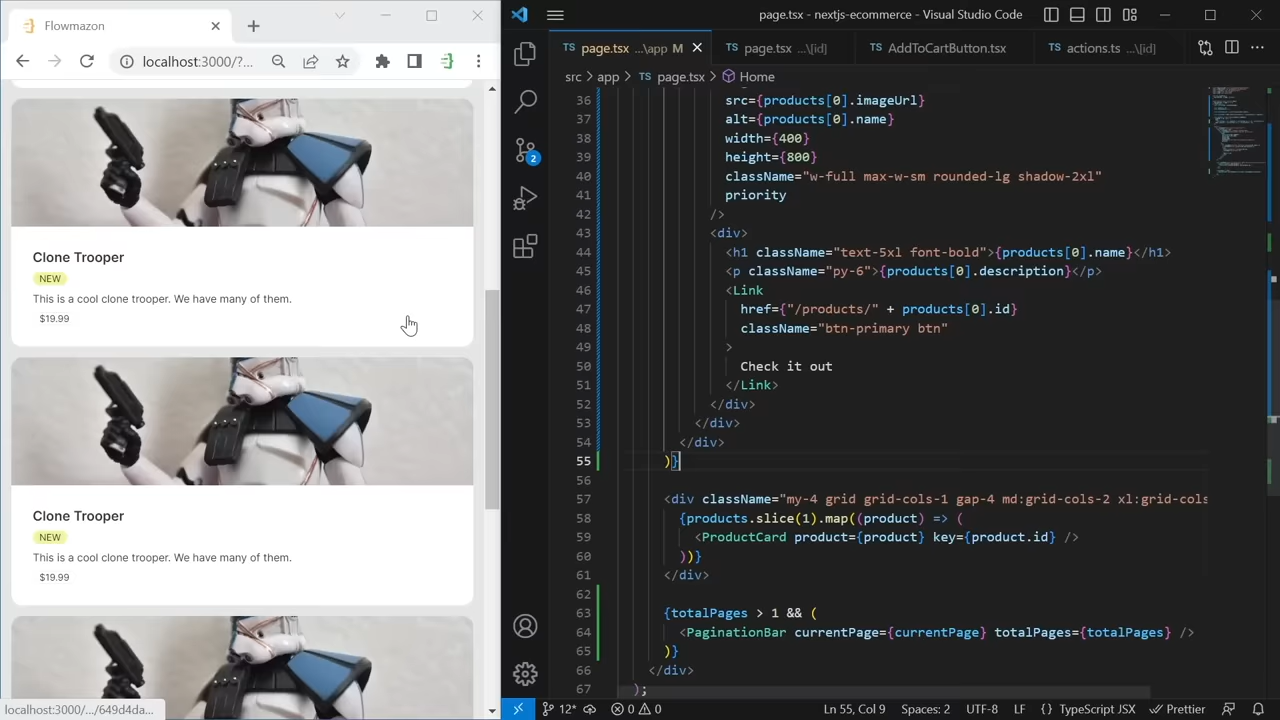 Flowmazon
localhost:3000/?...
Clone Trooper
NEW
This is a cool clone trooper. We have many of them.
$19.99
Clone Trooper
NEW
This is a cool clone trooper. We have many of them.
$19.99
localhost:3000/.../649d4da...
page.tsx - nextjs-ecommerce - Visual Studio Code
TS page.tsx ...\app M
TS page.tsx ...\[id]
TS AddToCartButton.tsx
TS actions.ts ...\[id]
src > app > TS page.tsx > Home
2
36 src={products[0].imageUrl}
37 alt={products[0].name}
38 width={400}
39 height={800}
40 className="w-full max-w-sm rounded-lg shadow-2xl"
41 priority
42 />
43 <div>
44 <h1 className="text-5xl font-bold">{products[0].name}</h1>
45 <p className="py-6">{products[0].description}</p>
46 <Link
47 href={"/products/" + products[0].id}
48 className="btn-primary btn"
49 >
50 Check it out
51 </Link>
52 </div>
53 </div>
54 </div>
55 )}
56
57 <div className="my-4 grid grid-cols-1 gap-4 md:grid-cols-2 xl:grid-cols
58 {products.slice(1).map((product) => (
59 <ProductCard product={product} key={product.id} />
60 ))}
61 </div>
62
63 {totalPages > 1 && (
64 <PaginationBar currentPage={currentPage} totalPages={totalPages} />
65 )}
66 </div>
67 );
12* 0 0 Ln 55, Col 9 Spaces: 2 UTF-8 LF {} TypeScript JSX Prettier